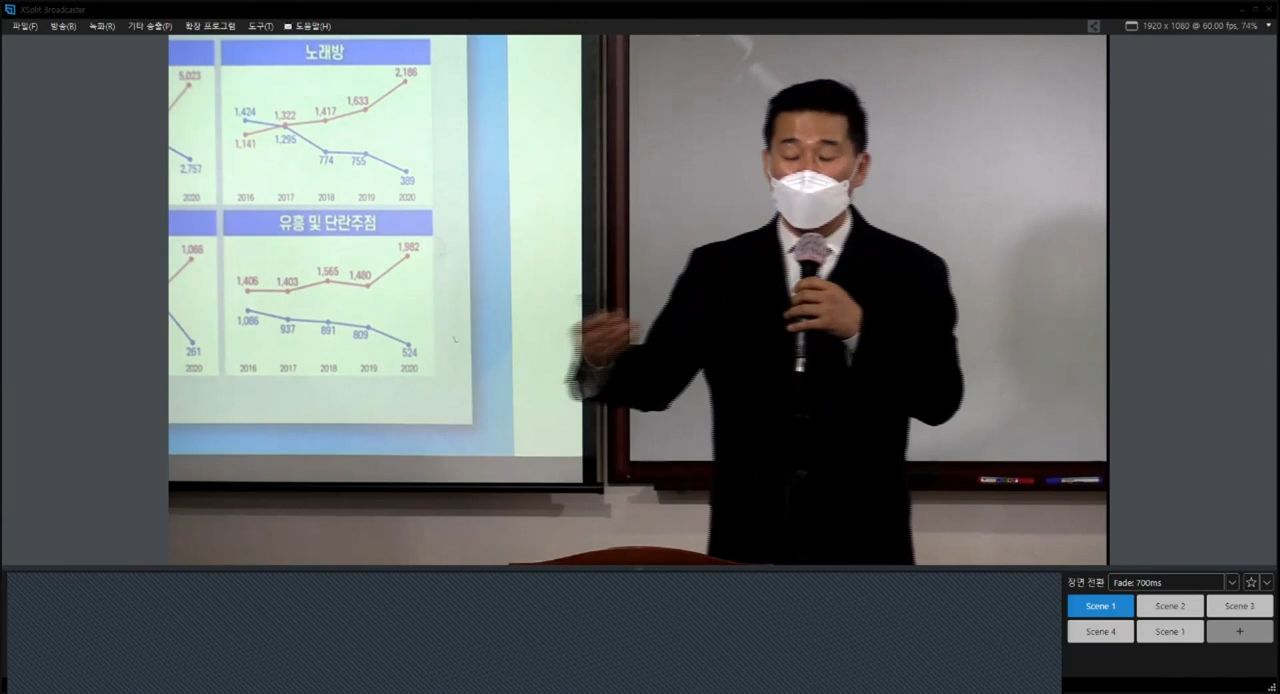 XSplit Broadcaster
파일(F) 방송(B) 녹화(R) 기타 송출(P) 확장 프로그램 도구(T) 도움말(H)
1920 x 1080 @ 60.00 fps, 74%
노래방
5,023
2,757
2020
2,186
1,633
1,417
1,322
1,424
1,141
1,295
774
755
389
2016 2017 2018 2019 2020
유흥 및 단란주점
1,066
261
2020
1,982
1,406 1,403 1,565 1,480
1,086 937 891 809 524
2016 2017 2018 2019 2020
장면 전환 Fade: 700ms
Scene 1 Scene 2 Scene 3
Scene 4 Scene 1 +